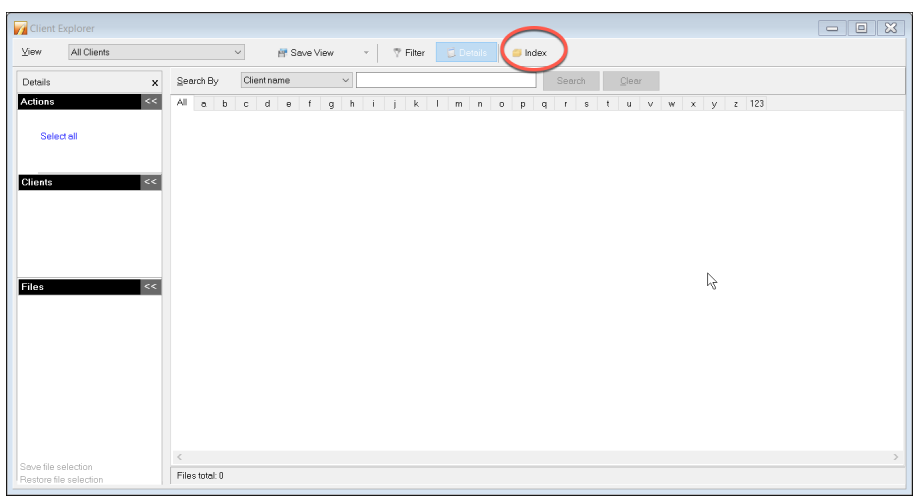 Client Explorer
View All Clients Save View Filter Details Index
Details x
Search By Client name Search Clear
Actions <<
All a b c d e f g h i j k l m n o p q r s t u v w x y z 123
Select all
Clients <<
Files <<
Save file selection
Restore file selection
Files total: 0